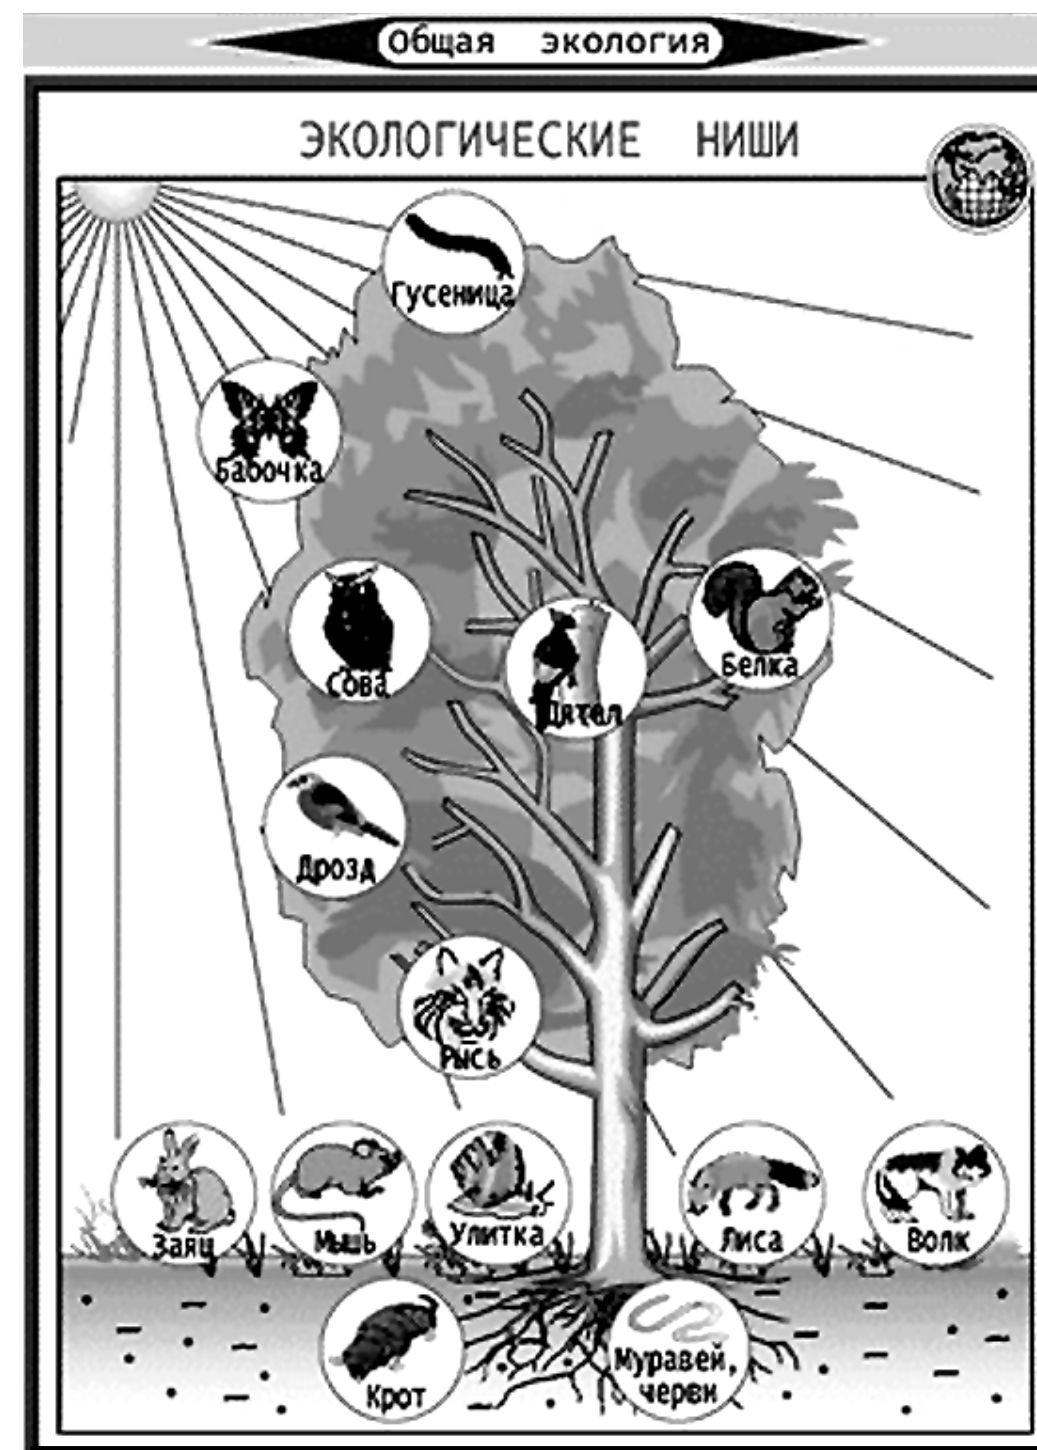 Общая экология
ЭКОЛОГИЧЕСКИЕ НИШИ
Гусеница
Бабочка
Сова
Дятел
Белка
Дрозд
Рысь
Заяц
Мышь
Улитка
Лиса
Волк
Крот
Муравей,
черви